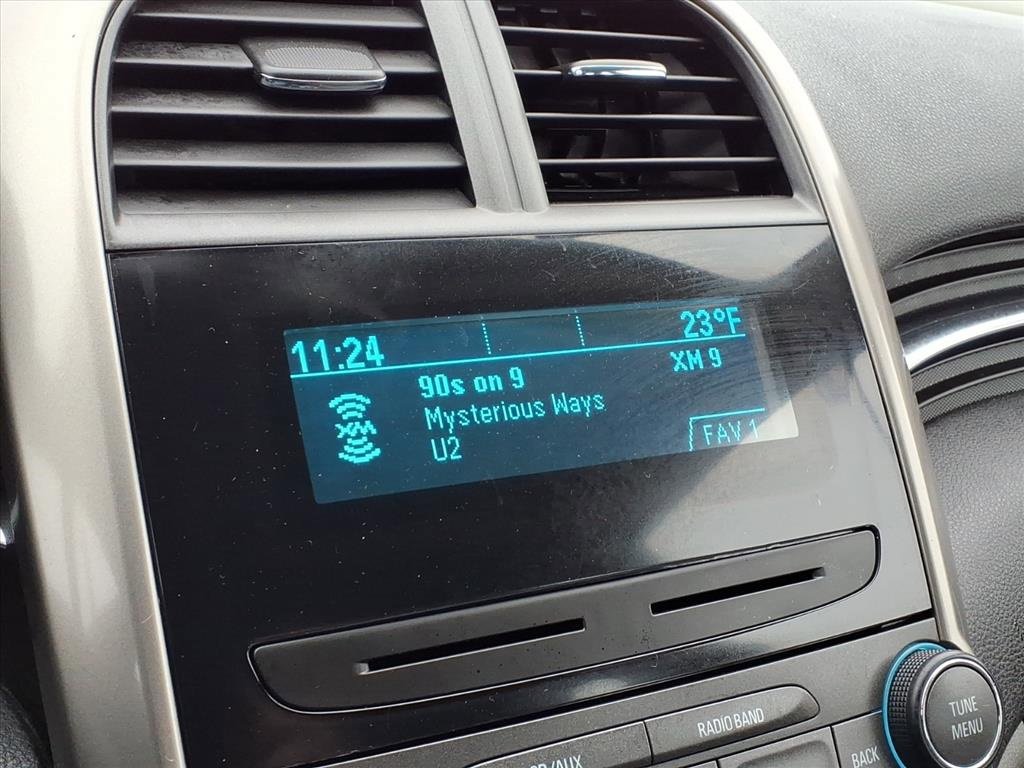 11:24
23°F
90s on 9
XM 9
XM
Mysterious Ways
U2
FAV 1
RADIO BAND
TUNE
MENU
BACK
/AUX